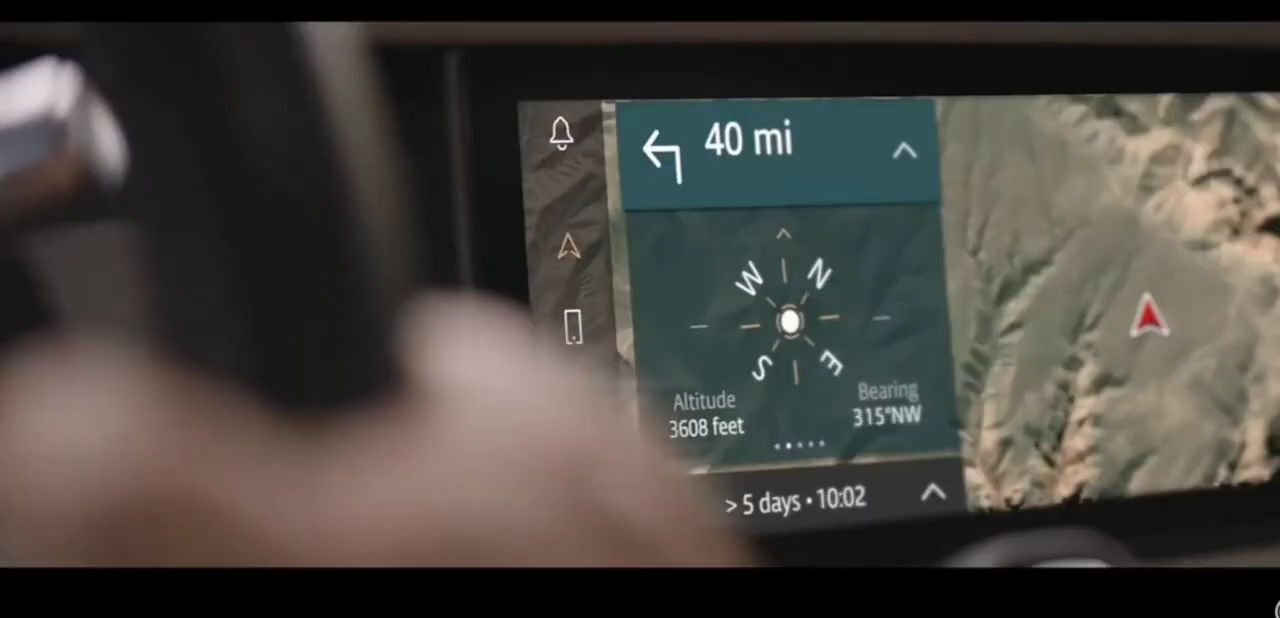 40 mi
W N
S E
Altitude
3608 feet
Bearing
315°NW
> 5 days • 10:02